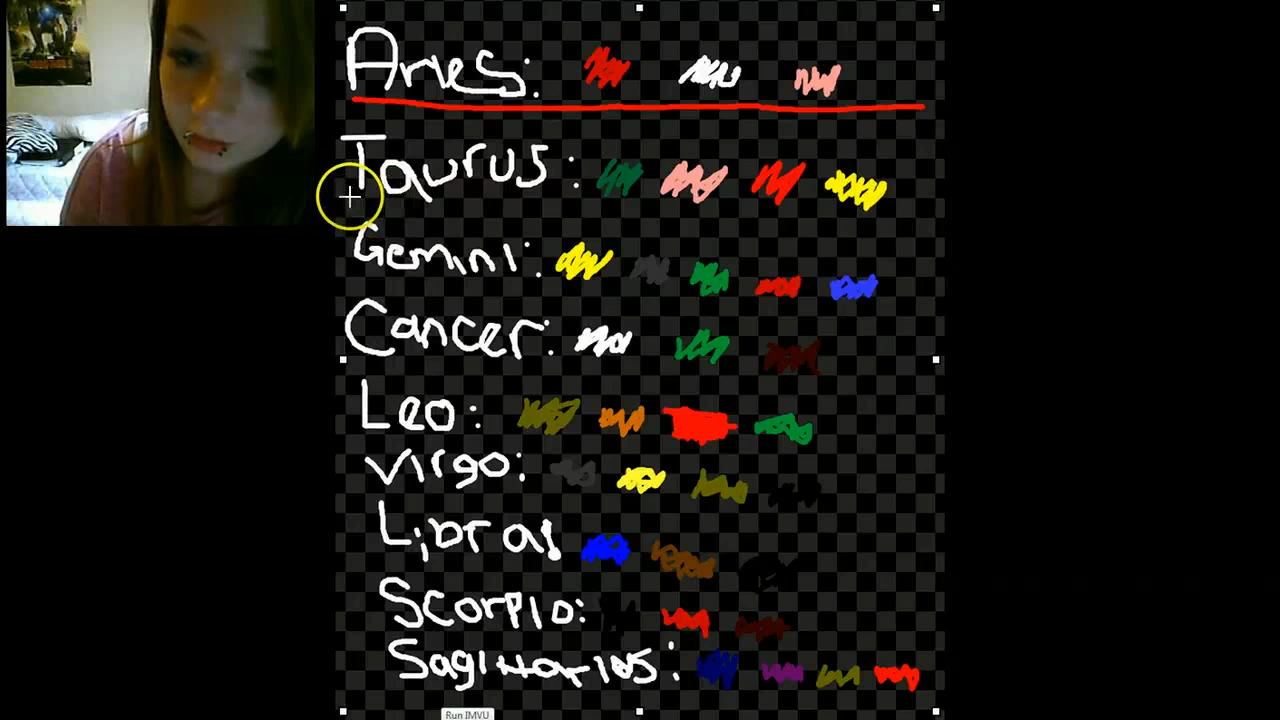 Aries:
Taurus:
Gemini:
Cancer:
Leo:
Virgo:
Libra!
Scorpio:
Sagittarius:
Run IMVU